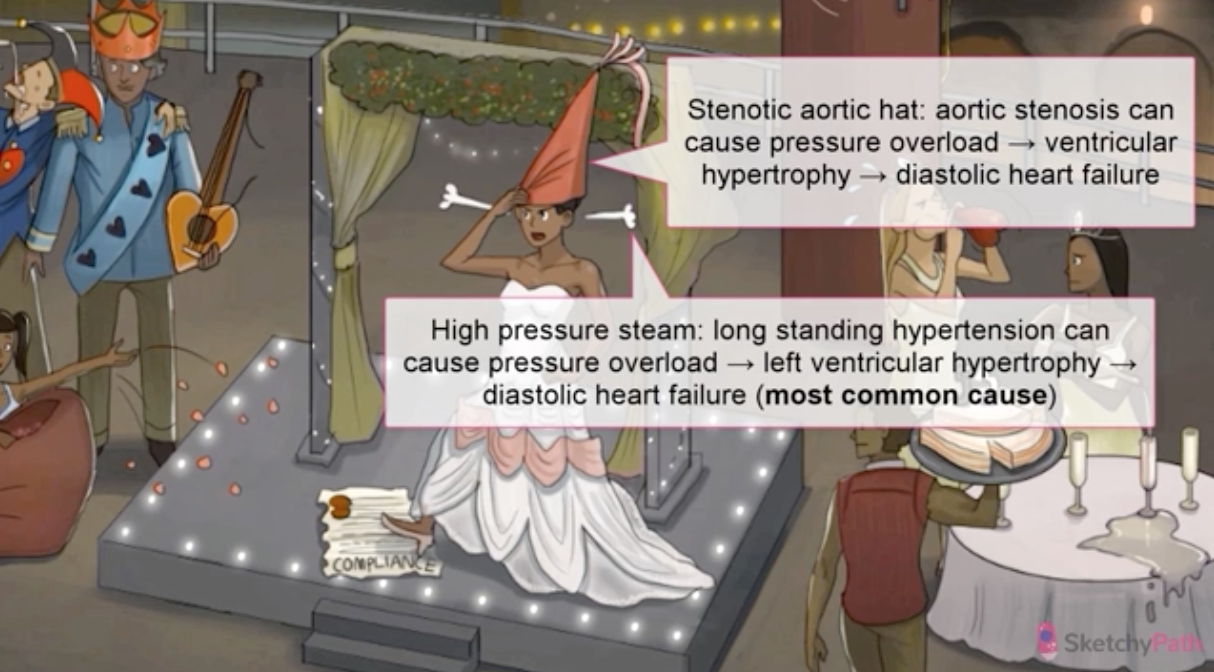 Stenotic aortic hat: aortic stenosis can
cause pressure overload → ventricular
hypertrophy → diastolic heart failure
High pressure steam: long standing hypertension can
cause pressure overload → left ventricular hypertrophy →
diastolic heart failure (most common cause)
COMPLIANCE
SketchyPath